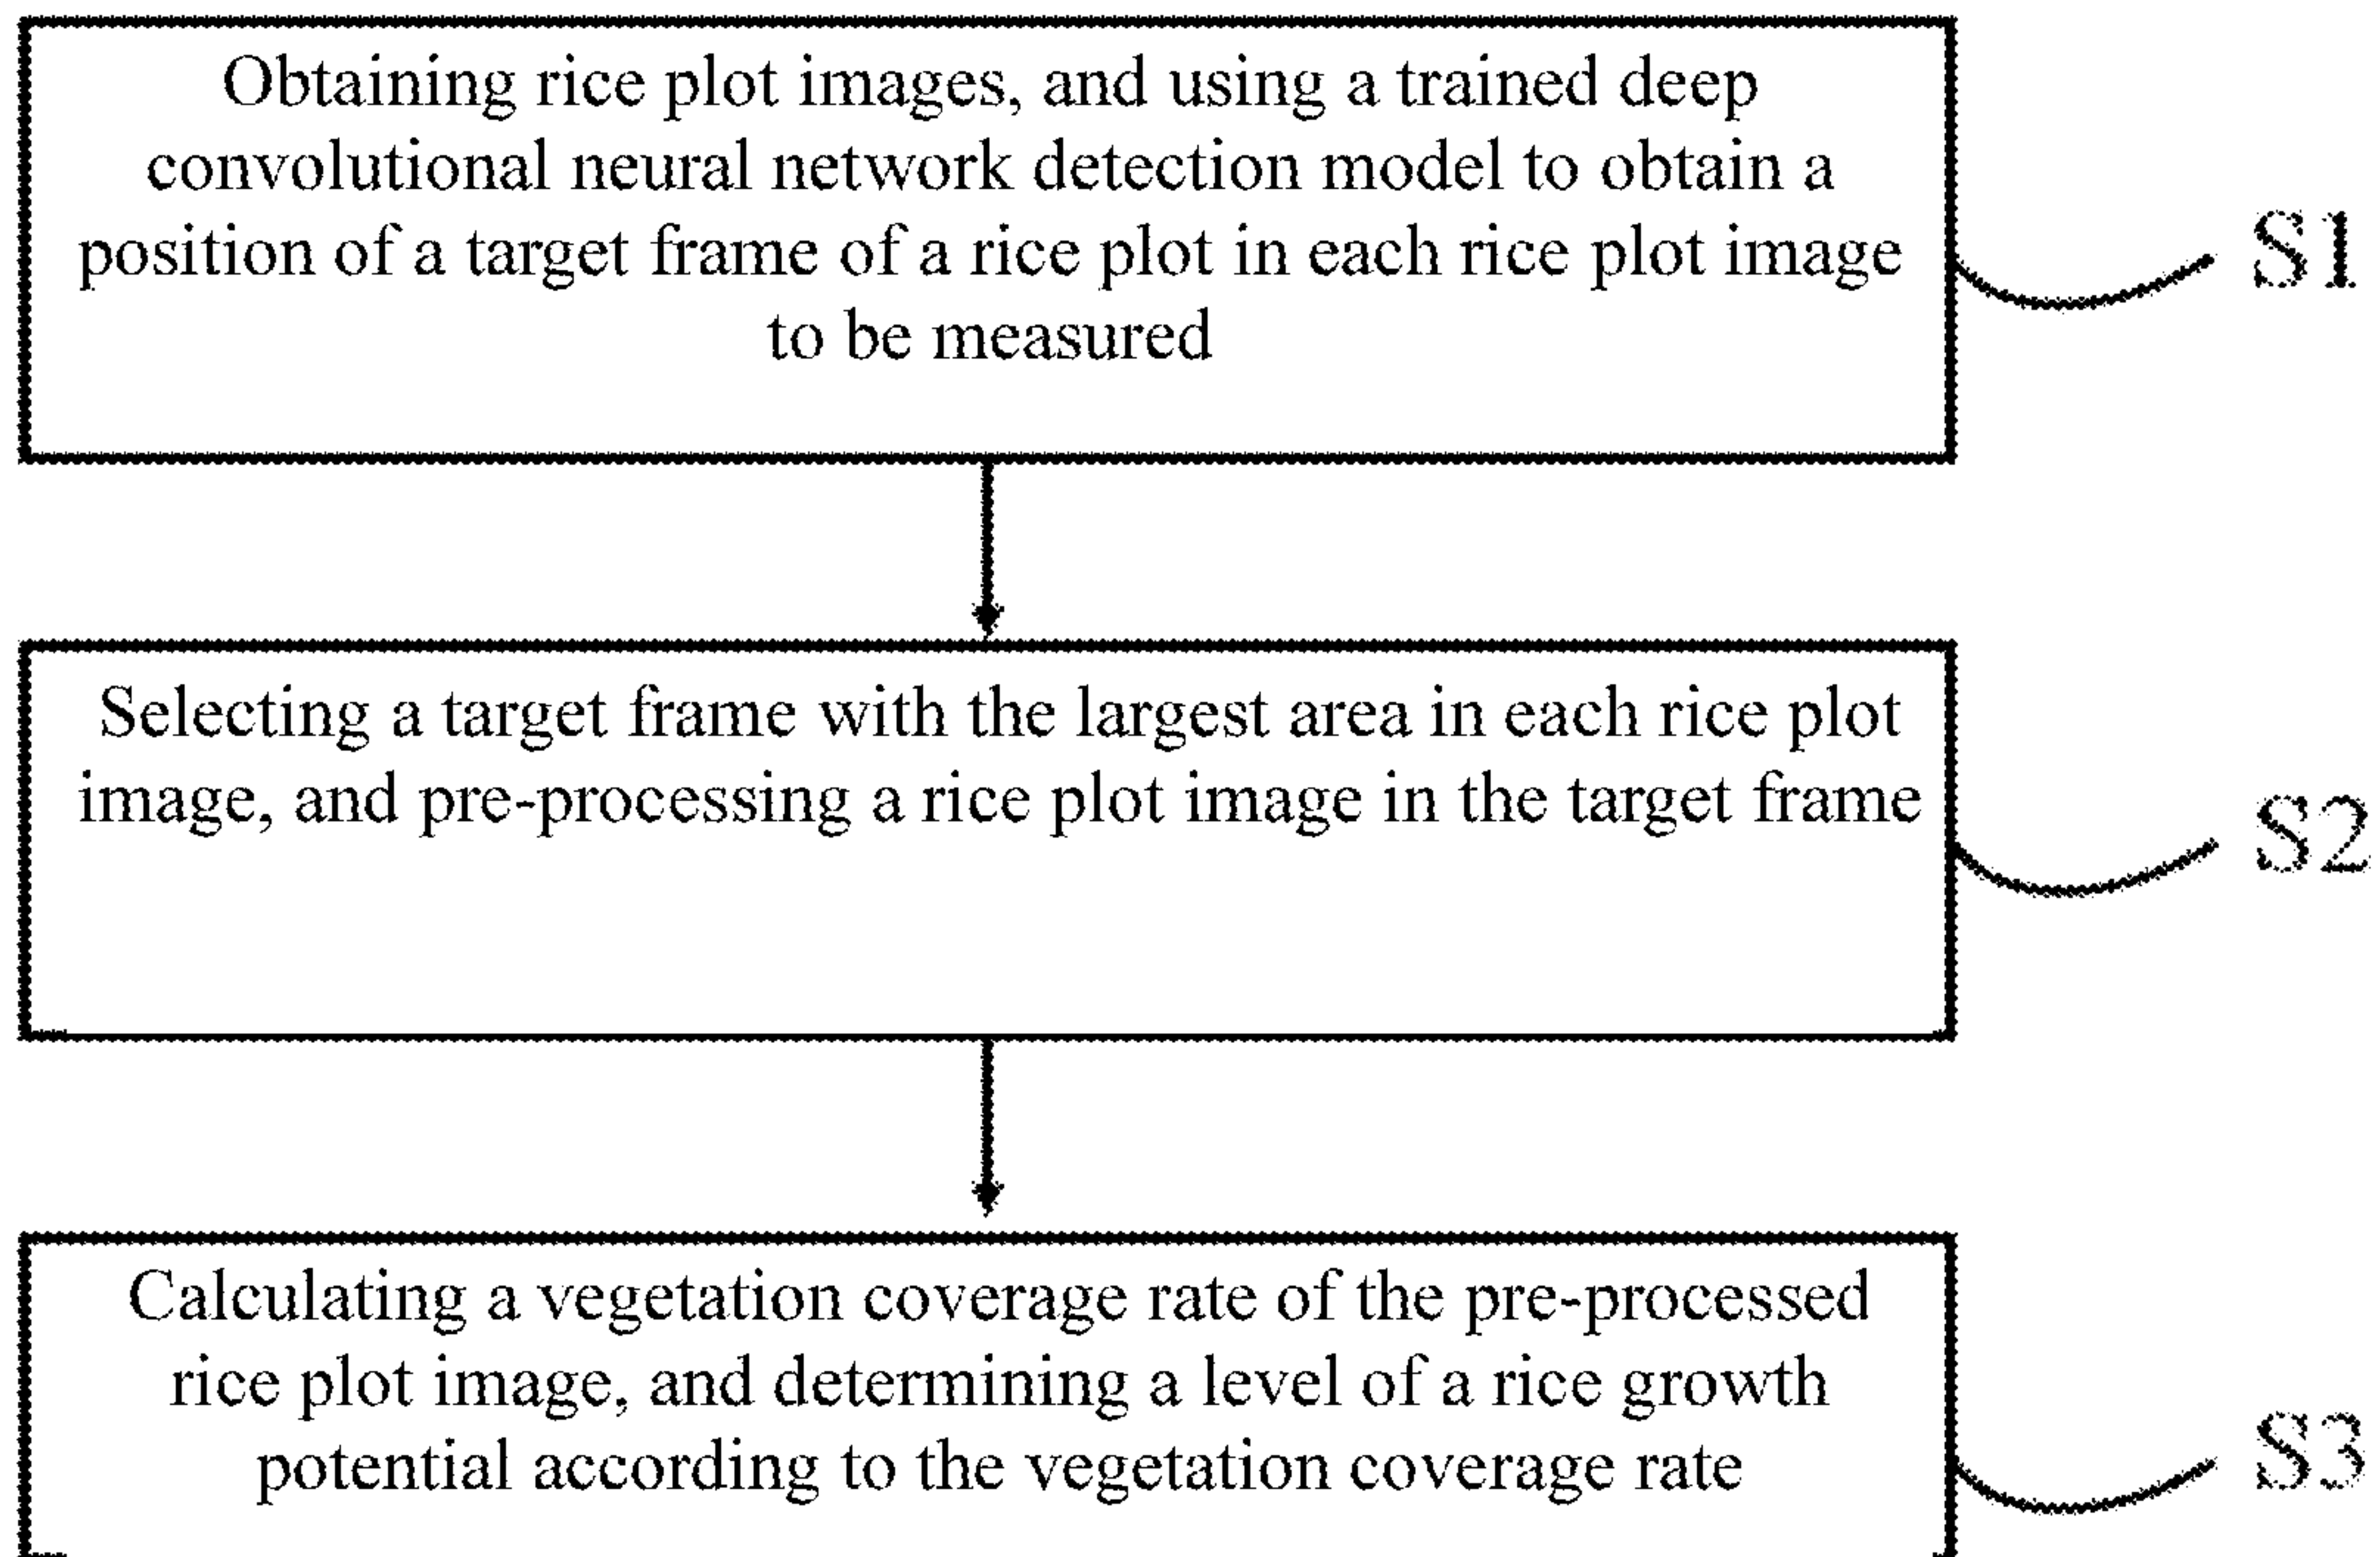 Obtaining rice plot images, and using a trained deep
convolutional neural network detection model to obtain a
position of a target frame of a rice plot in each rice plot image
to be measured
S1
Selecting a target frame with the largest area in each rice plot
image, and pre-processing a rice plot image in the target frame
S2
Calculating a vegetation coverage rate of the pre-processed
rice plot image, and determining a level of a rice growth
potential according to the vegetation coverage rate
S3